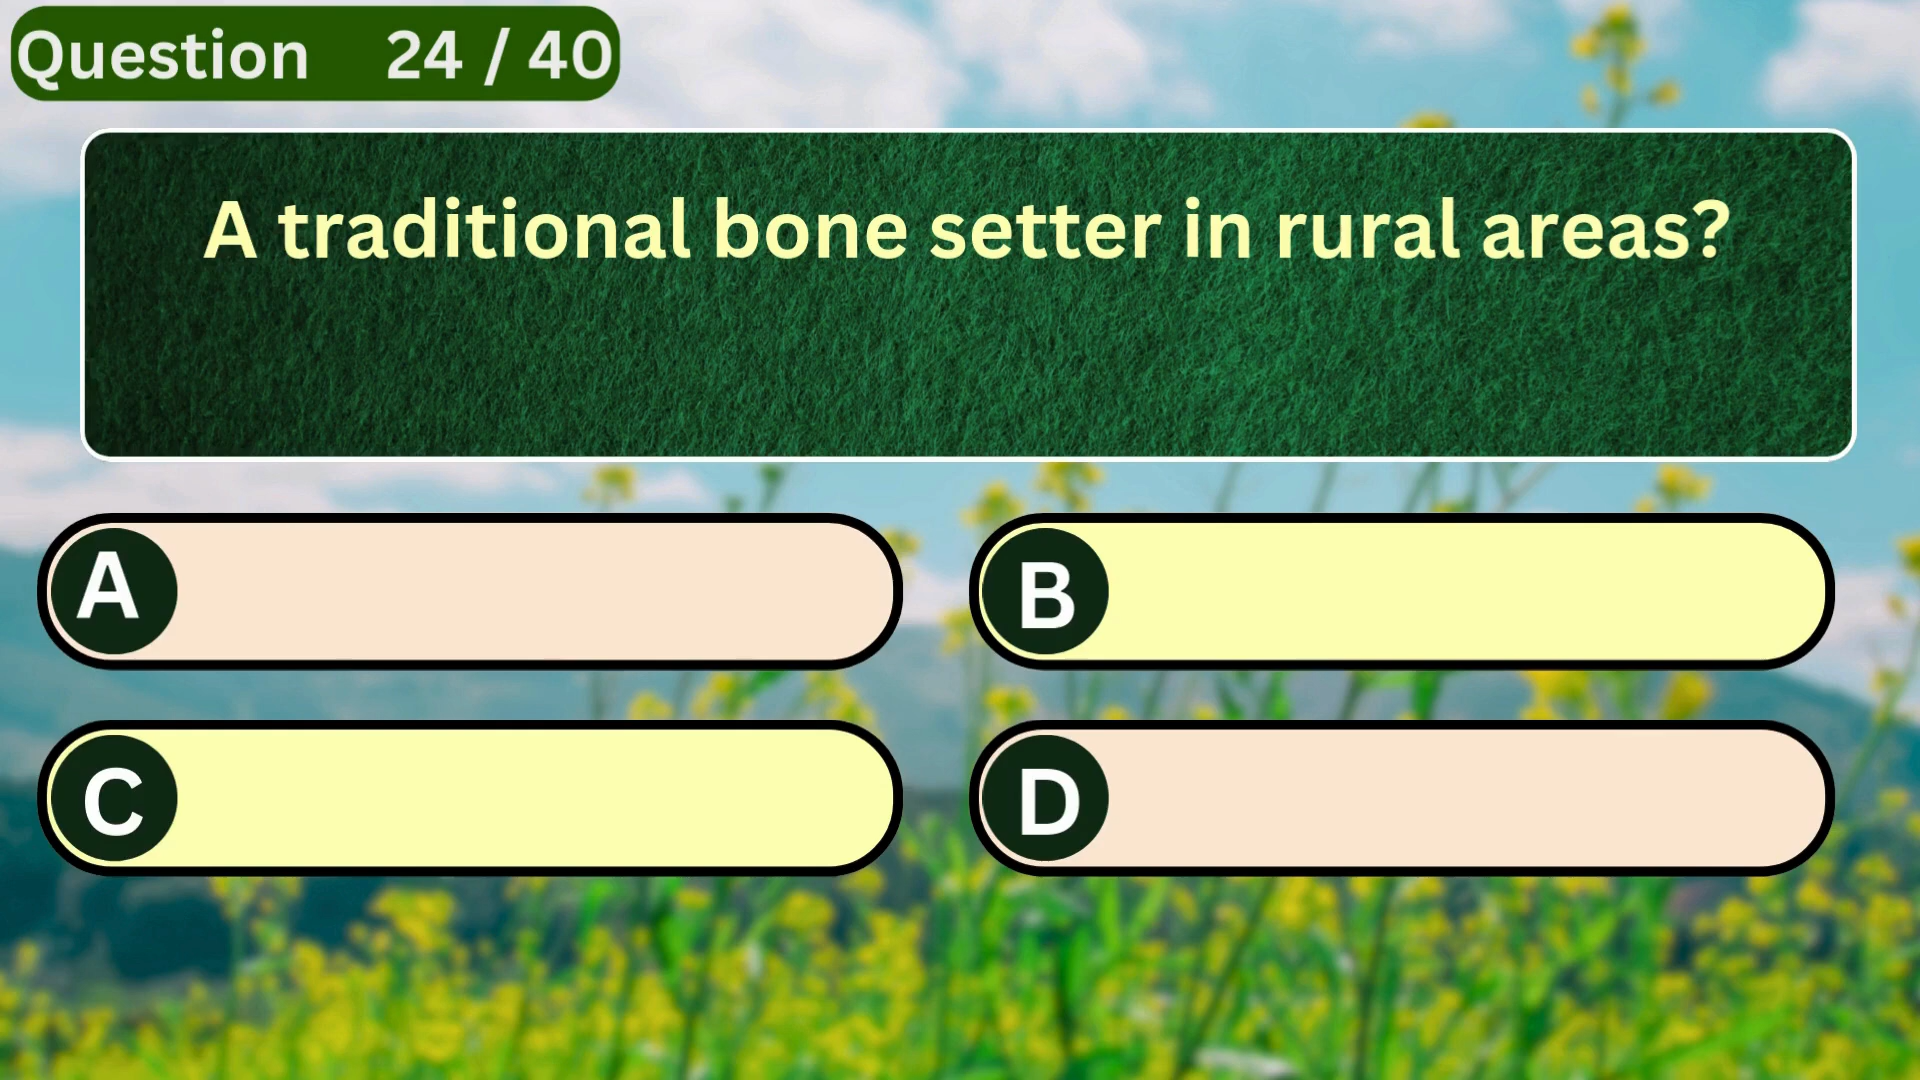 Question 24 / 40
A traditional bone setter in rural areas?
A
B
C
D